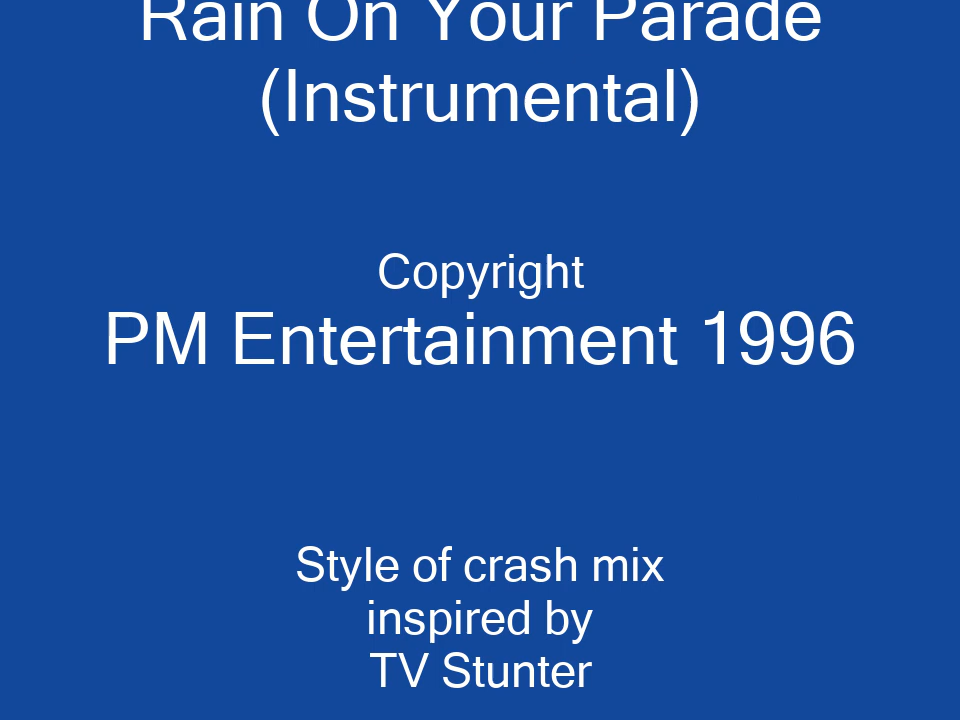 Rain On Your Parade
(Instrumental)
Copyright
PM Entertainment 1996
Style of crash mix
inspired by
TV Stunter